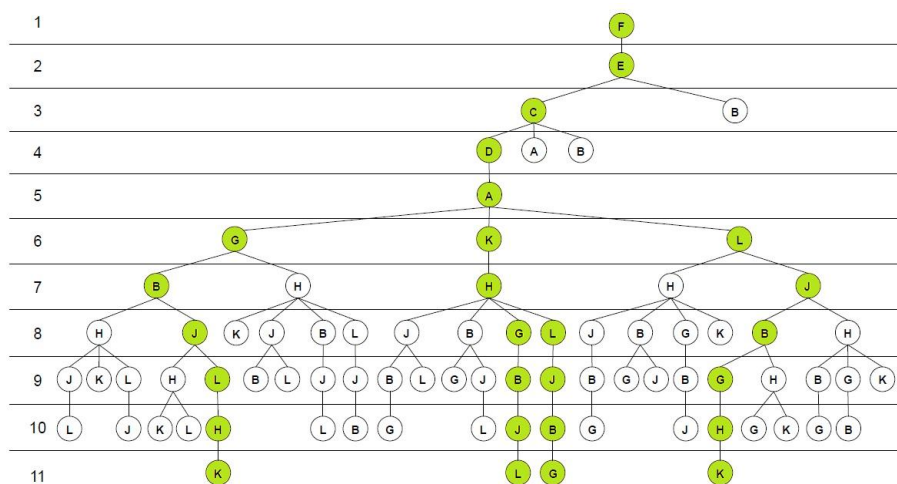 1 F
2 E
3 C B
4 D A B
5 A
6 G K L
7 B H H H J
8 H J K J B L J B G L J B G K B H
9 J K L H L B L J J B L G J B J B G J B G H B G K
10 L J K L H L B G L J B G J H G K G B
11 K L G K